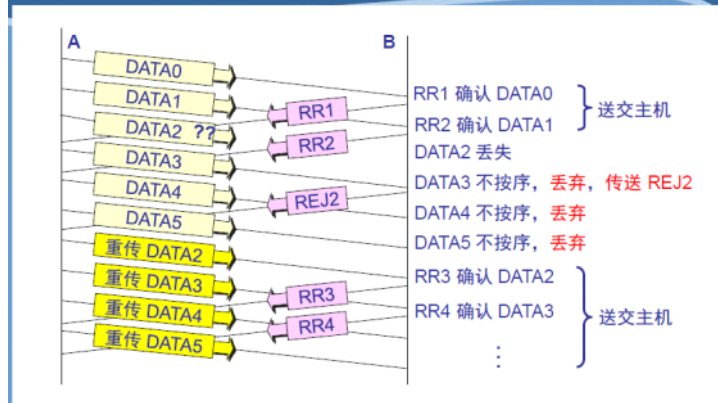 A
B
DATA0
DATA1
DATA2 ??
DATA3
DATA4
DATA5
重传 DATA2
重传 DATA3
重传 DATA4
重传 DATA5
RR1
RR2
REJ2
RR3
RR4
RR1 确认 DATA0
RR2 确认 DATA1
送交主机
DATA2 丢失
DATA3 不按序，丢弃，传送 REJ2
DATA4 不按序，丢弃
DATA5 不按序，丢弃
RR3 确认 DATA2
RR4 确认 DATA3
送交主机
⋮